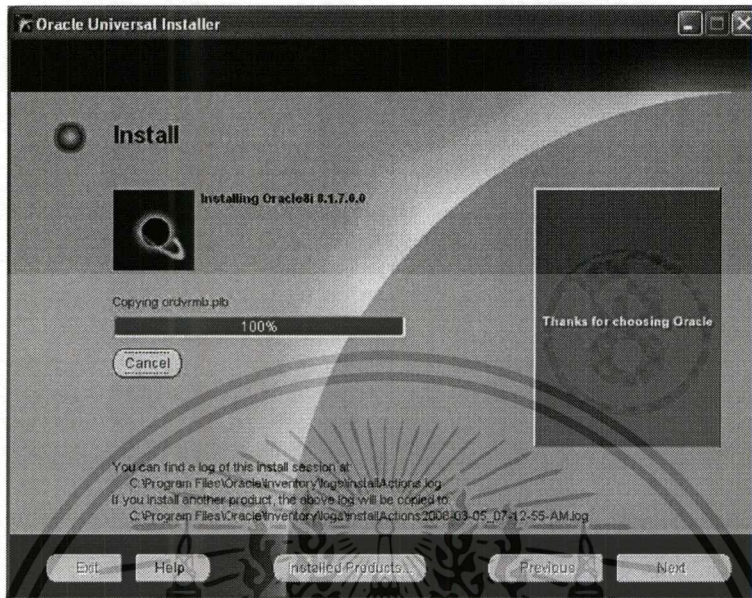 Oracle Universal Installer
Install
Installing Oracle8i 8.1.7.0.0
Copying ordvrmb.plb
100%
Thanks for choosing Oracle
Cancel
You can find a log of this install session at:
C:\Program Files\Oracle\Inventory\logs\installActions.log
If you install another product, the above log will be copied to:
C:\Program Files\Oracle\Inventory\logs\installActions2006-03-05_07-12-55-AM.log
Exit
Help
Installed Products...
Previous
Next